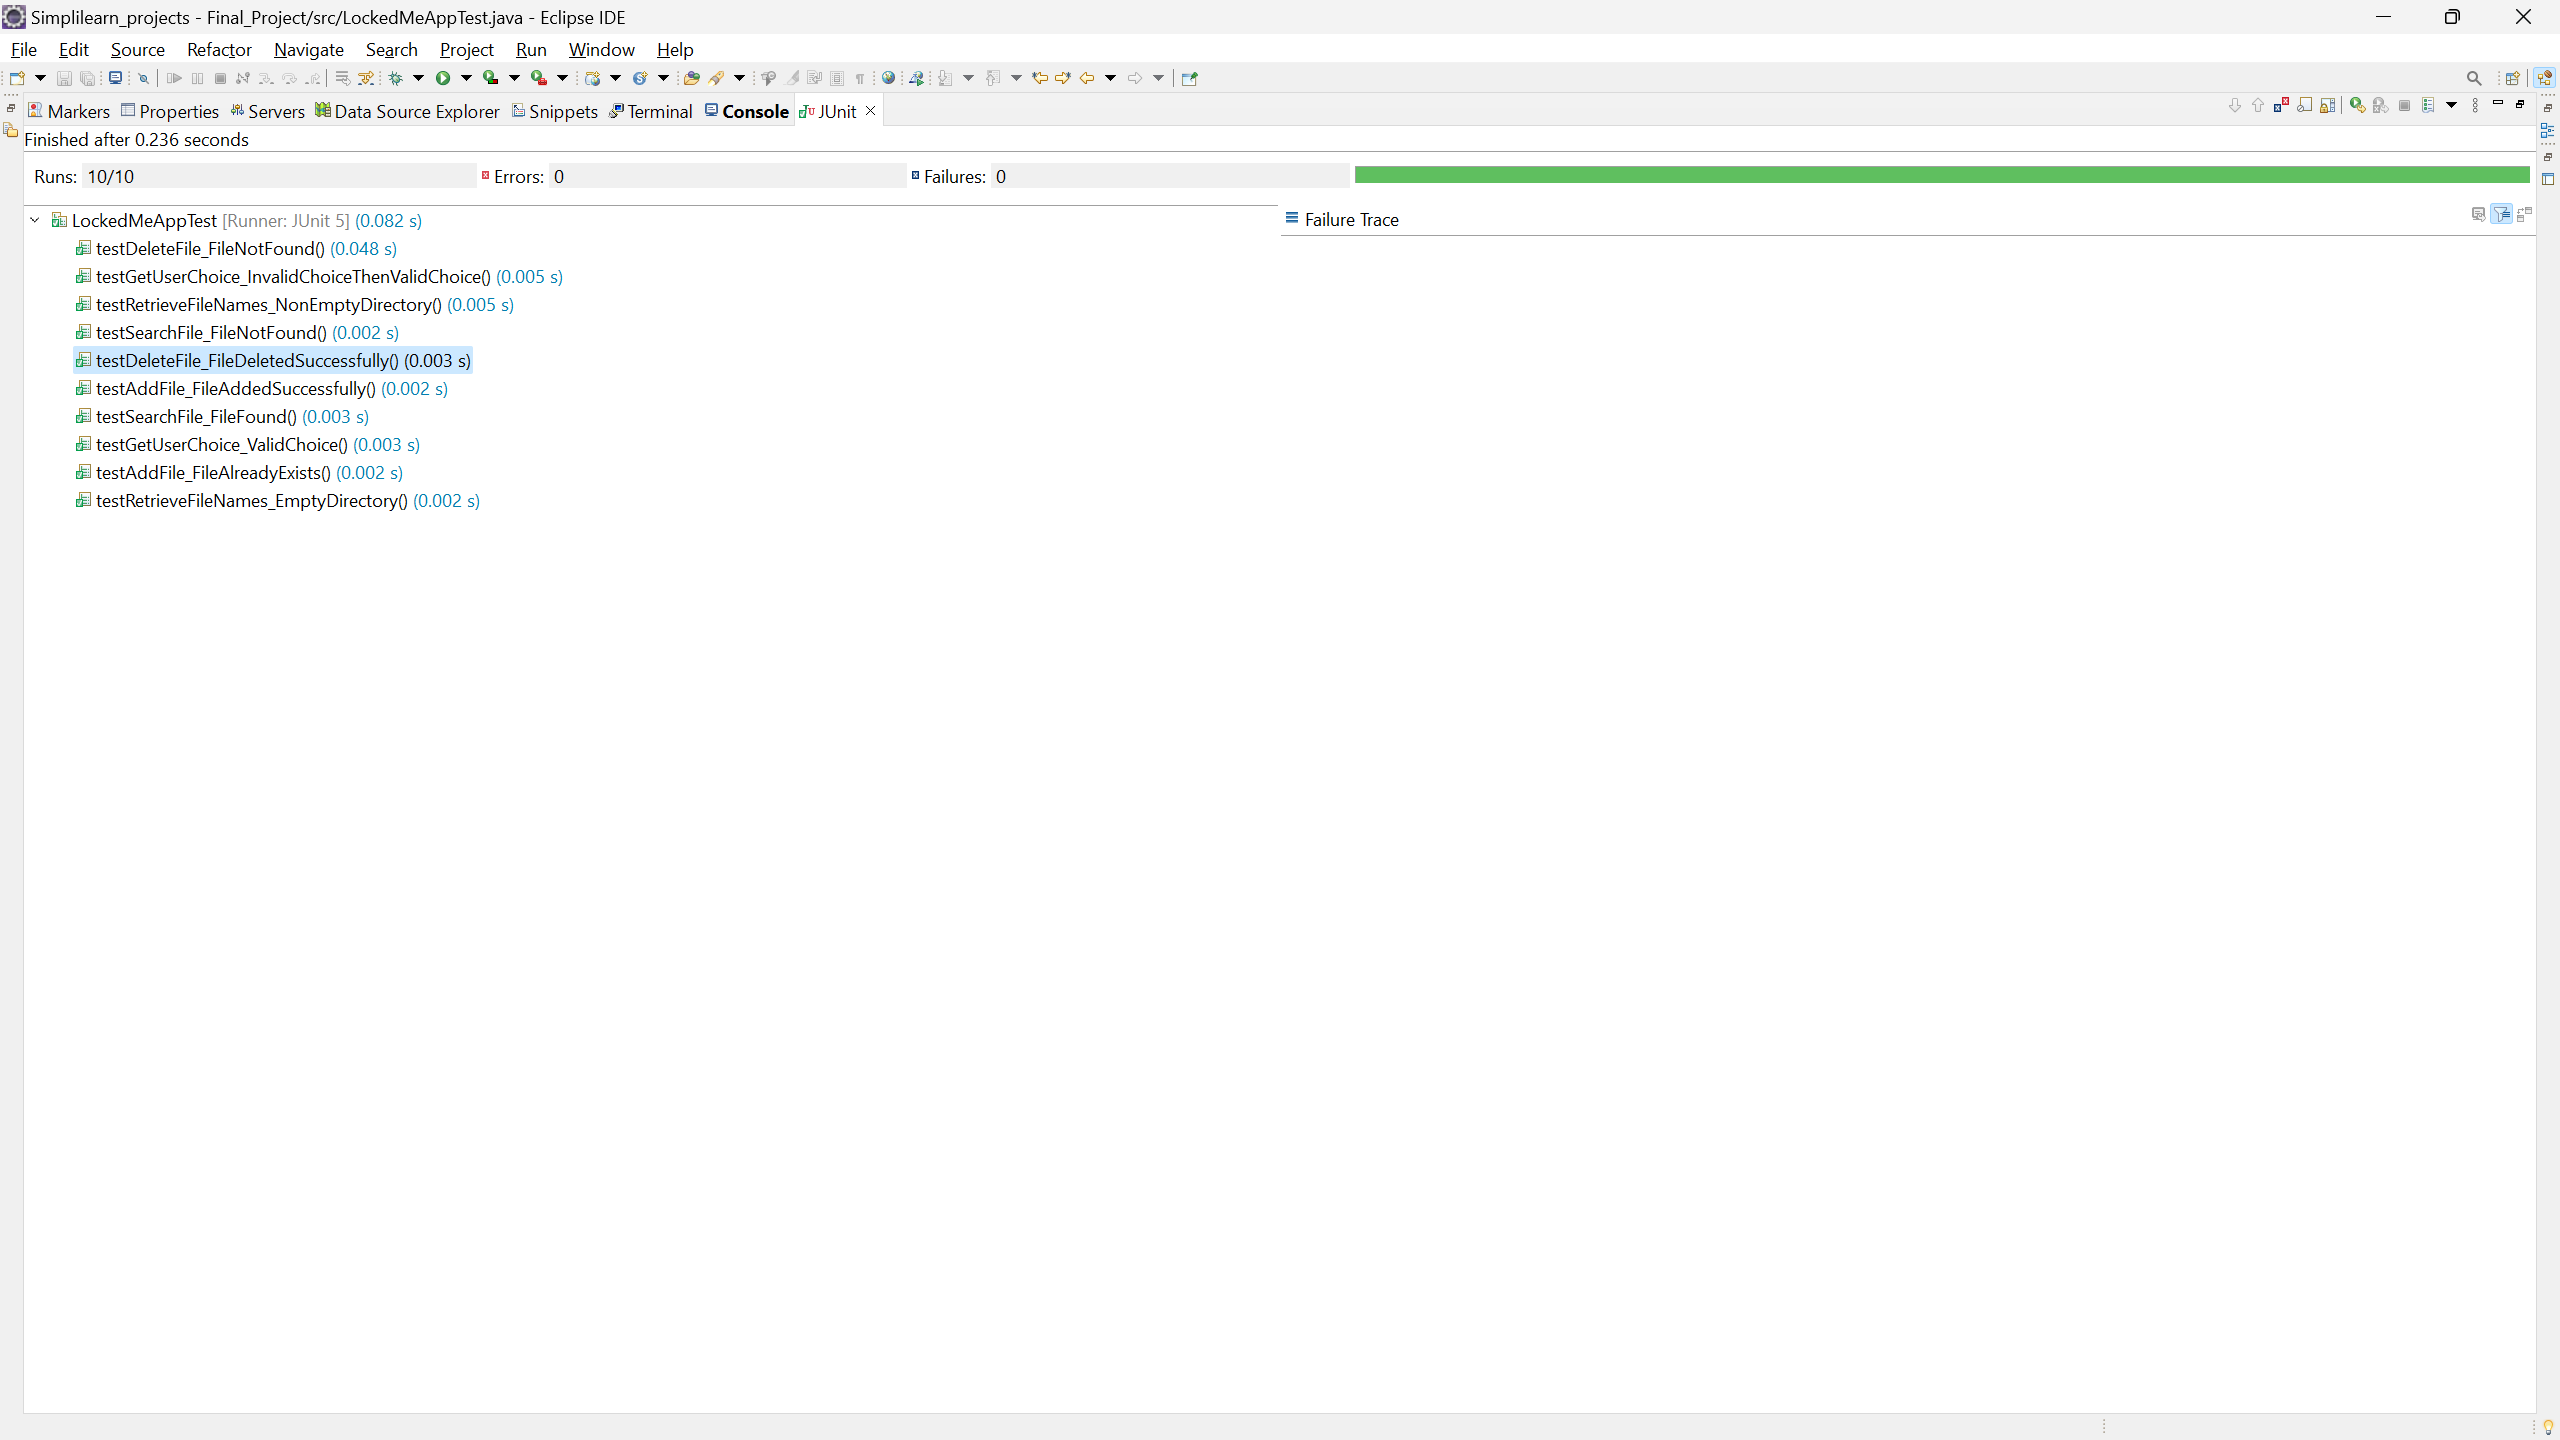 Simplilearn_projects - Final_Project/src/LockedMeAppTest.java - Eclipse IDE
File Edit Source Refactor Navigate Search Project Run Window Help
Markers Properties Servers Data Source Explorer Snippets Terminal Console JUnit
Finished after 0.236 seconds
Runs: 10/10 Errors: 0 Failures: 0
LockedMeAppTest [Runner: JUnit 5] (0.082 s)
Failure Trace
testDeleteFile_FileNotFound() (0.048 s)
testGetUserChoice_InvalidChoiceThenValidChoice() (0.005 s)
testRetrieveFileNames_NonEmptyDirectory() (0.005 s)
testSearchFile_FileNotFound() (0.002 s)
testDeleteFile_FileDeletedSuccessfully() (0.003 s)
testAddFile_FileAddedSuccessfully() (0.002 s)
testSearchFile_FileFound() (0.003 s)
testGetUserChoice_ValidChoice() (0.003 s)
testAddFile_FileAlreadyExists() (0.002 s)
testRetrieveFileNames_EmptyDirectory() (0.002 s)